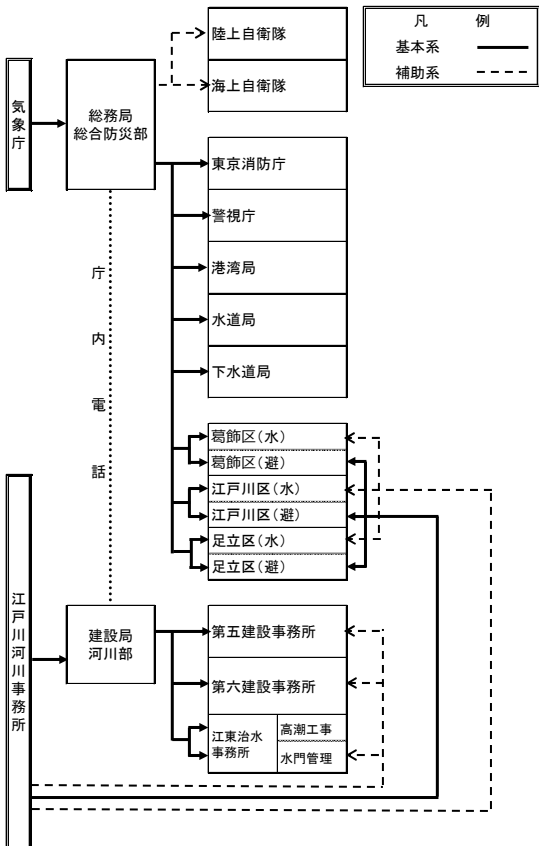 凡　例
基本系
補助系
陸上自衛隊
海上自衛隊
気象庁
総務局
総合防災部
東京消防庁
警視庁
港湾局
水道局
下水道局
庁内電話
葛飾区(水)
葛飾区(避)
江戸川区(水)
江戸川区(避)
足立区(水)
足立区(避)
江戸川河川事務所
建設局
河川部
第五建設事務所
第六建設事務所
江東治水
事務所
高潮工事
水門管理